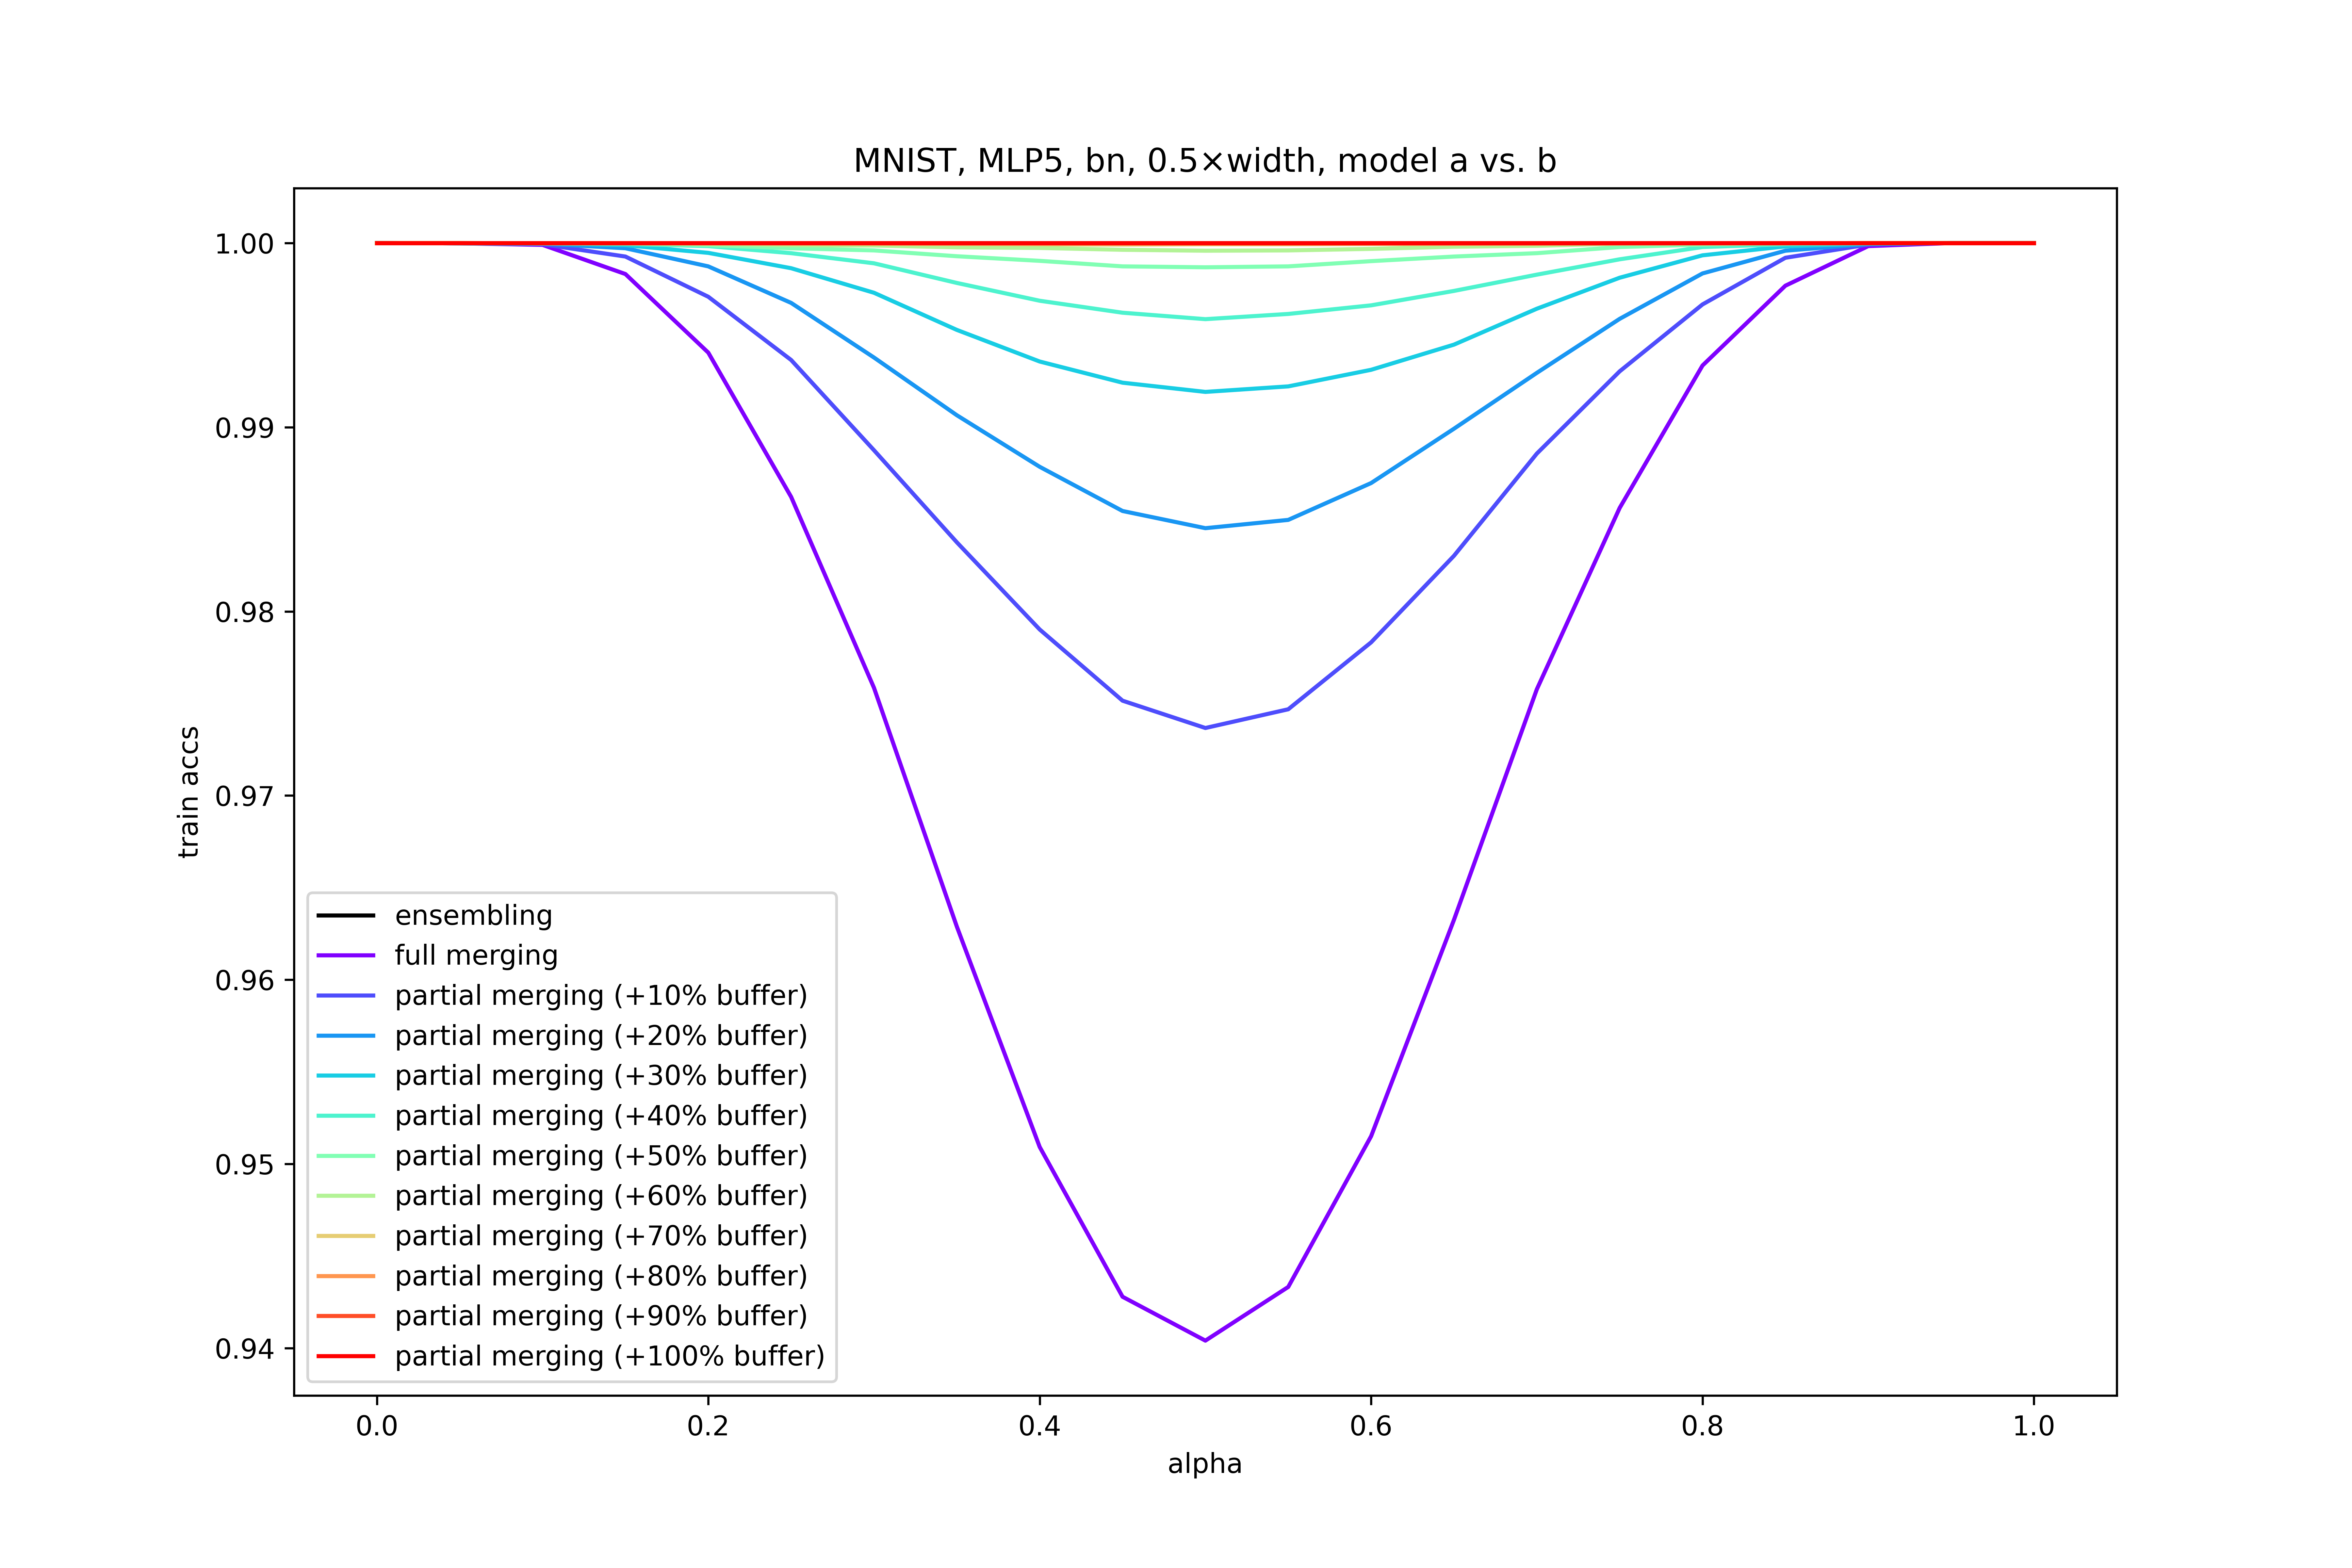 MNIST, MLP5, bn, 0.5×width, model a vs. b
1.00
0.99
0.98
0.97
0.96
0.95
0.94
train accs
ensembling
full merging
partial merging (+10% buffer)
partial merging (+20% buffer)
partial merging (+30% buffer)
partial merging (+40% buffer)
partial merging (+50% buffer)
partial merging (+60% buffer)
partial merging (+70% buffer)
partial merging (+80% buffer)
partial merging (+90% buffer)
partial merging (+100% buffer)
0.0 0.2 0.4 0.6 0.8 1.0
alpha